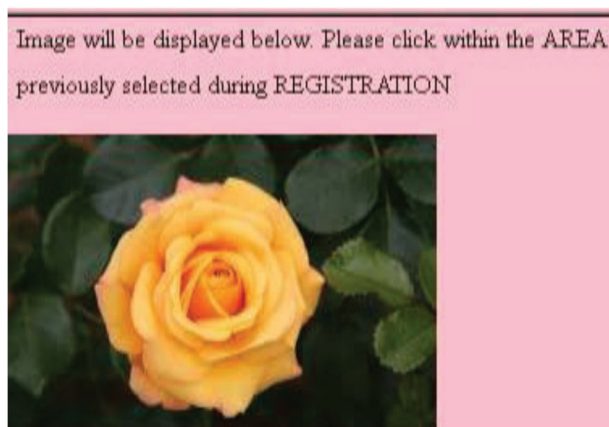 Image will be displayed below. Please click within the AREA
previously selected during REGISTRATION